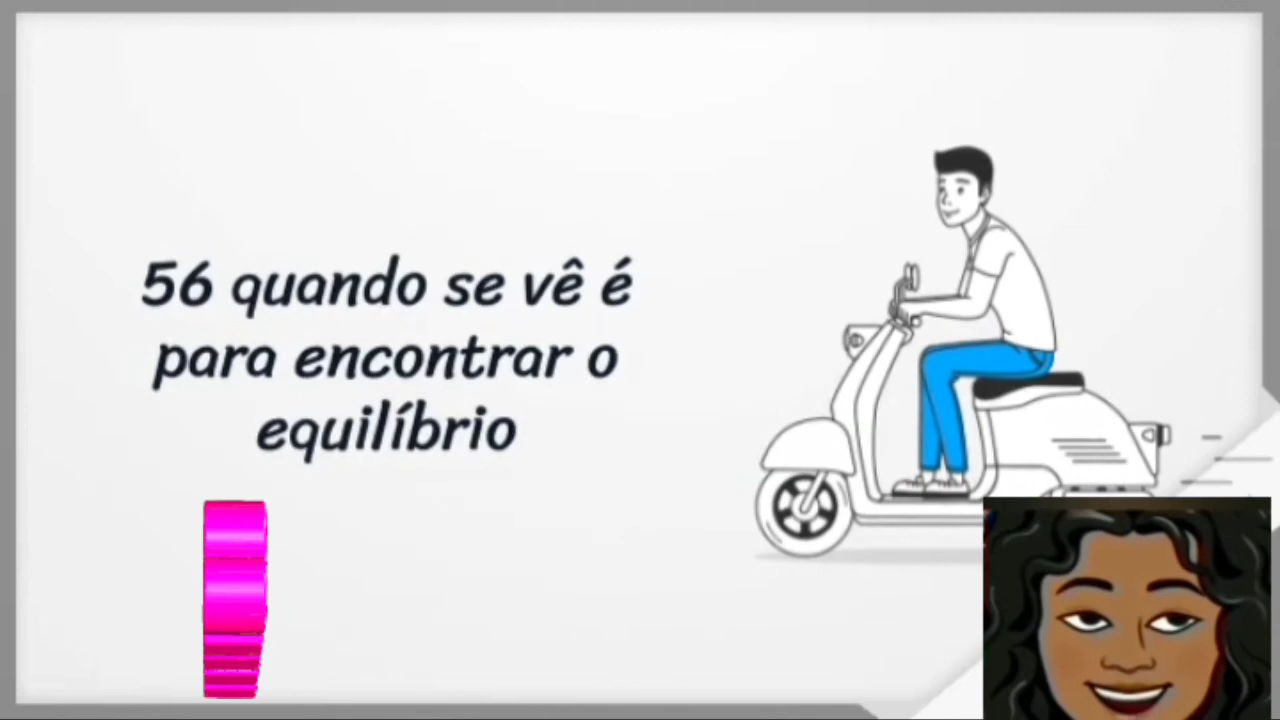 56 quando se vê é
para encontrar o
equilíbrio